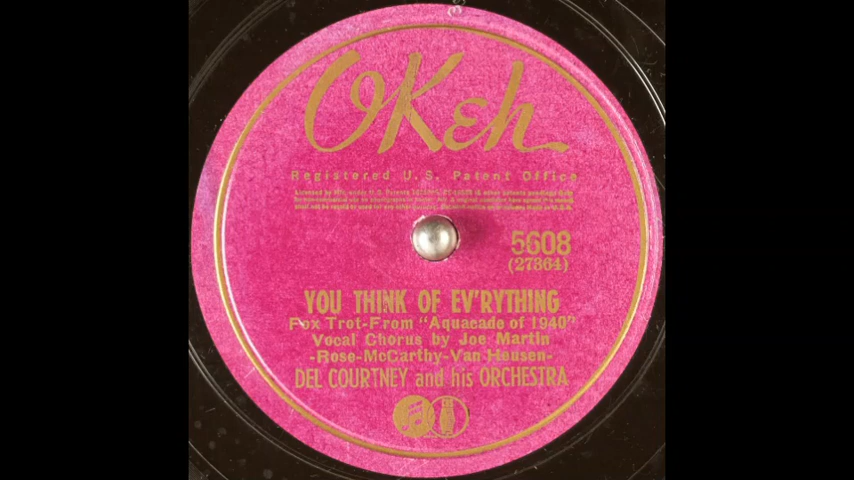 OKeh
Registered U. S. Patent Office
5608
(27364)
YOU THINK OF EV'RYTHING
Fox Trot-From "Aquacade of 1940"
Vocal Chorus by Joe Martin
-Rose-McCarthy-Van Heusen-
DEL COURTNEY and his ORCHESTRA